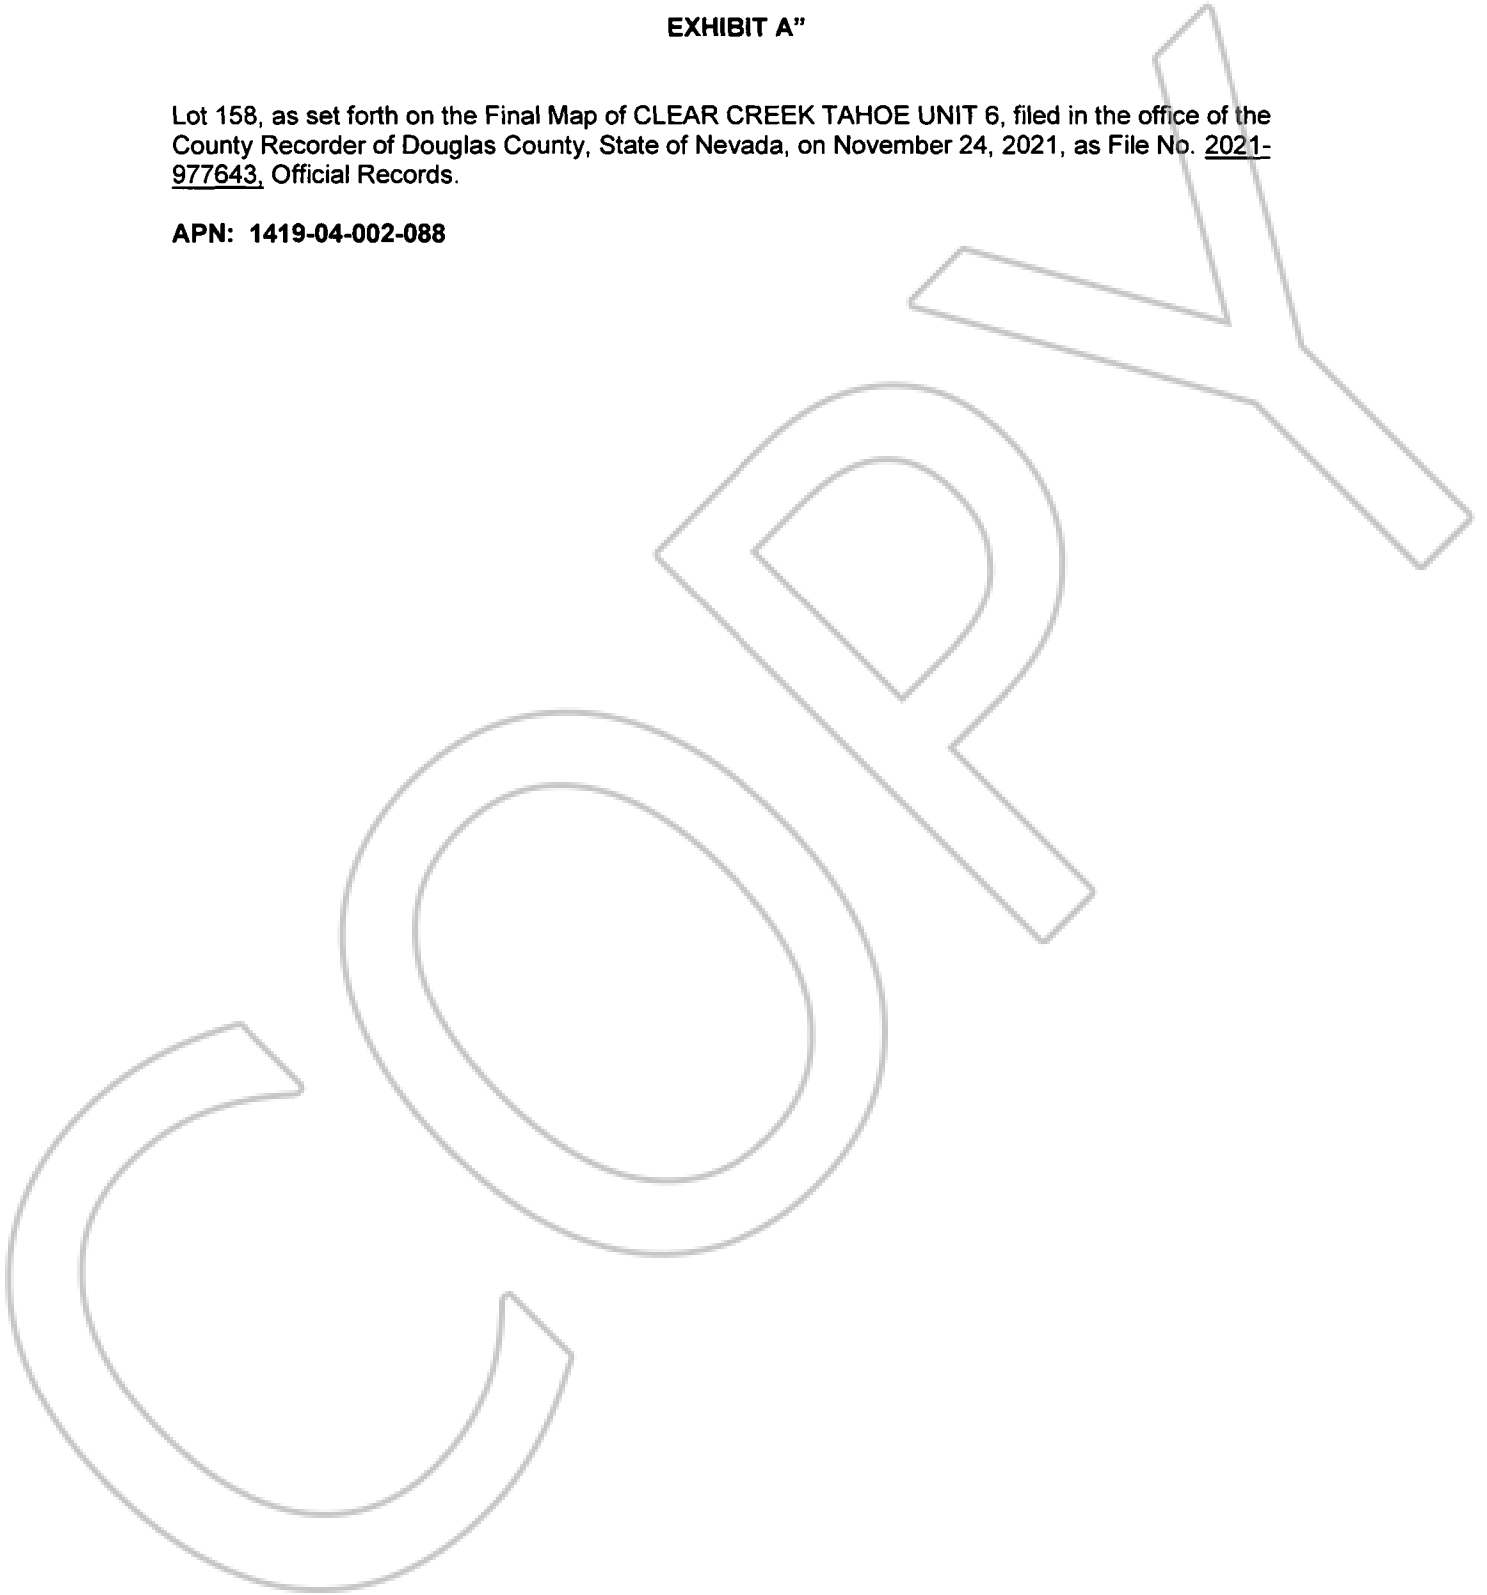 EXHIBIT A”
Lot 158, as set forth on the Final Map of CLEAR CREEK TAHOE UNIT 6, filed in the office of the
County Recorder of Douglas County, State of Nevada, on November 24, 2021, as File No. 2021-
977643, Official Records.
APN: 1419-04-002-088
COPY